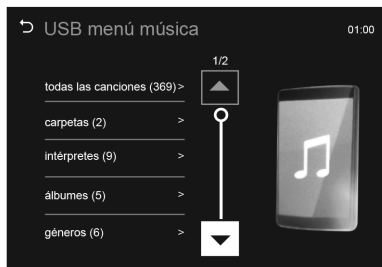 USB menú música
01:00
1/2
todas las canciones (369) >
carpetas (2) >
intérpretes (9) >
álbumes (5) >
géneros (6) >